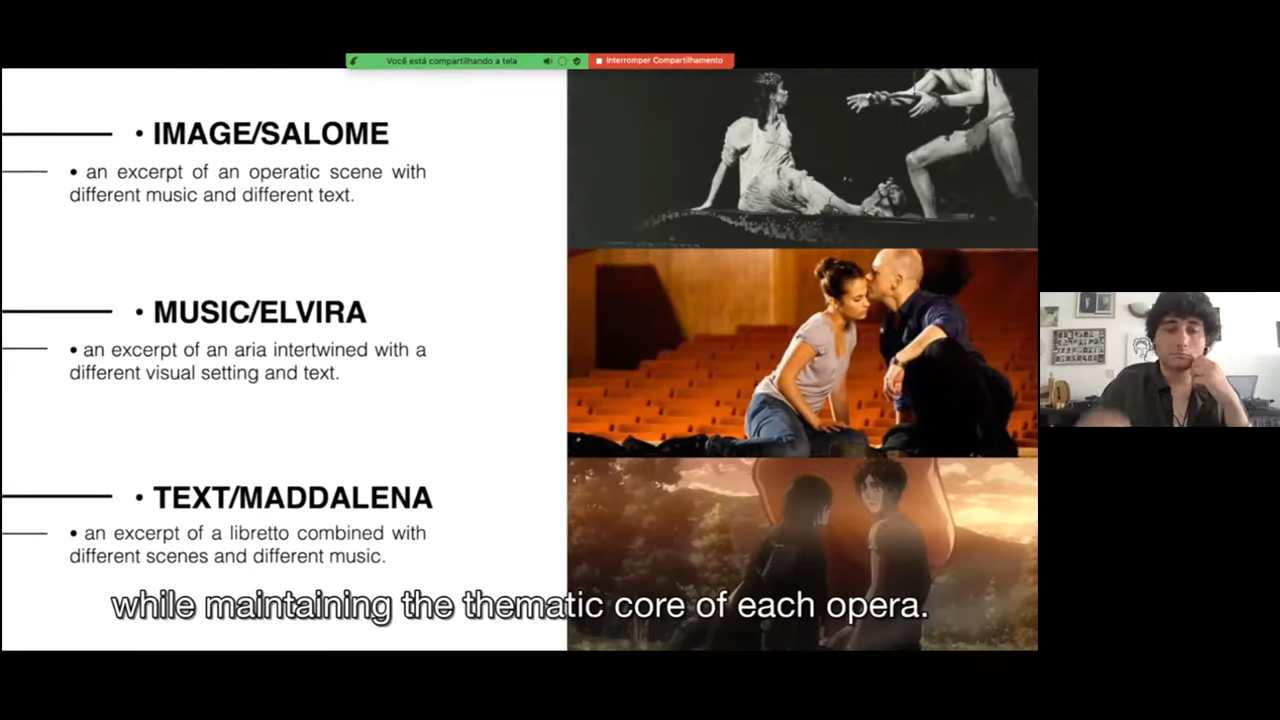 Você está compartilhando a tela
Interromper Compartilhamento
• IMAGE/SALOME
• an excerpt of an operatic scene with
different music and different text.
• MUSIC/ELVIRA
• an excerpt of an aria intertwined with a
different visual setting and text.
• TEXT/MADDALENA
• an excerpt of a libretto combined with
different scenes and different music.
while maintaining the thematic core of each opera.